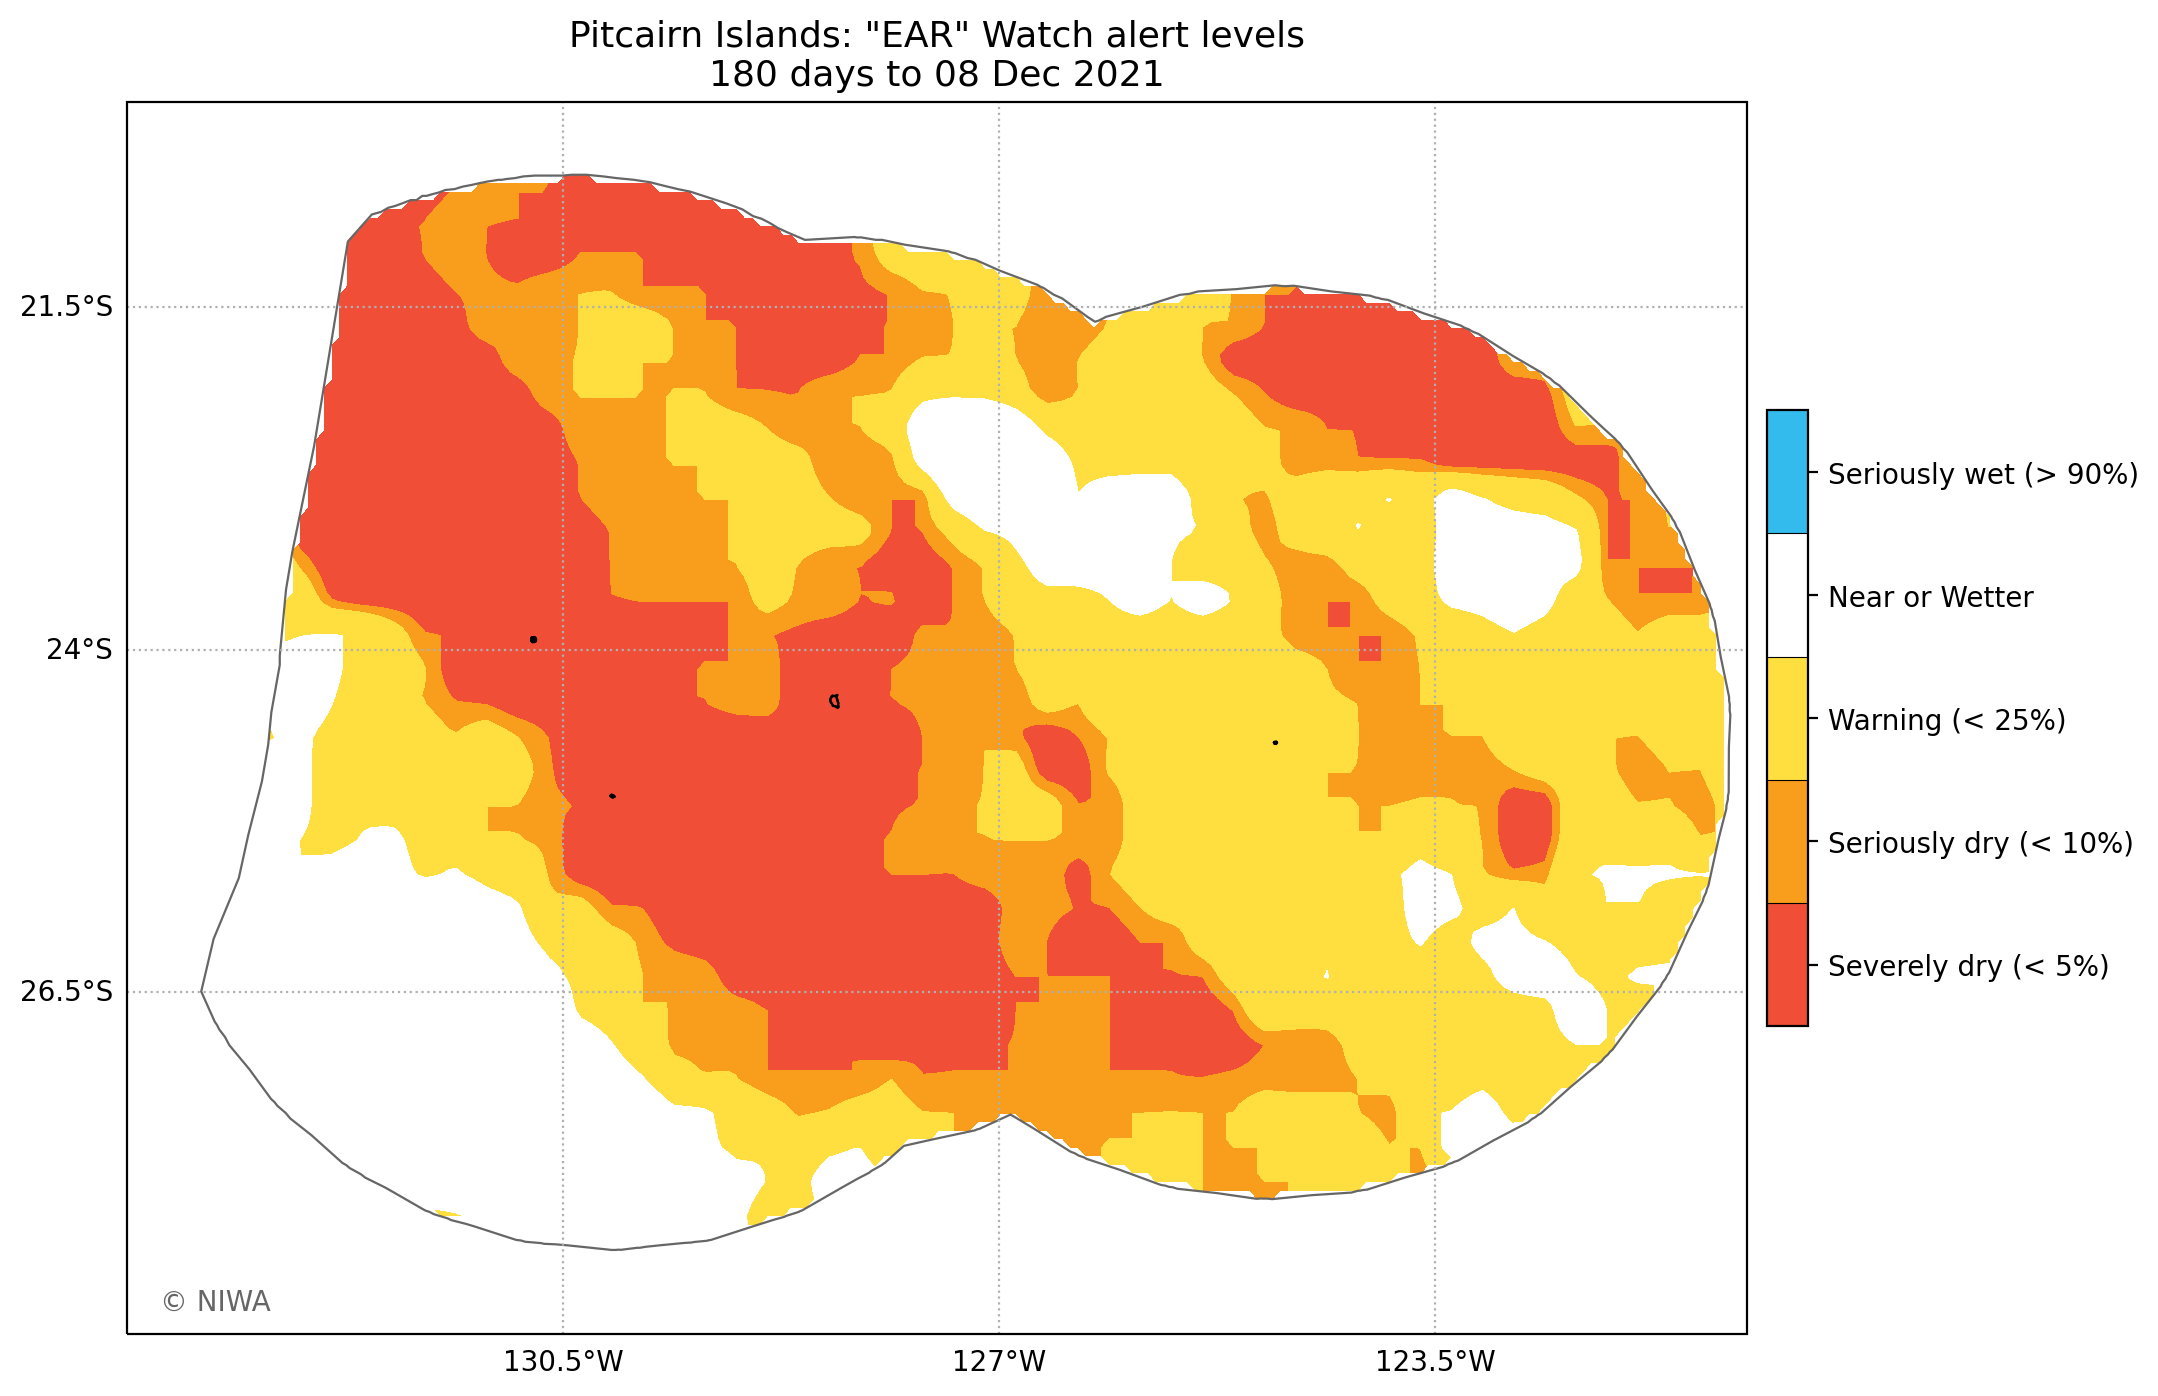 Pitcairn Islands: "EAR" Watch alert levels
180 days to 08 Dec 2021
21.5°S
24°S
26.5°S
130.5°W
127°W
123.5°W
Seriously wet (> 90%)
Near or Wetter
Warning (< 25%)
Seriously dry (< 10%)
Severely dry (< 5%)
© NIWA